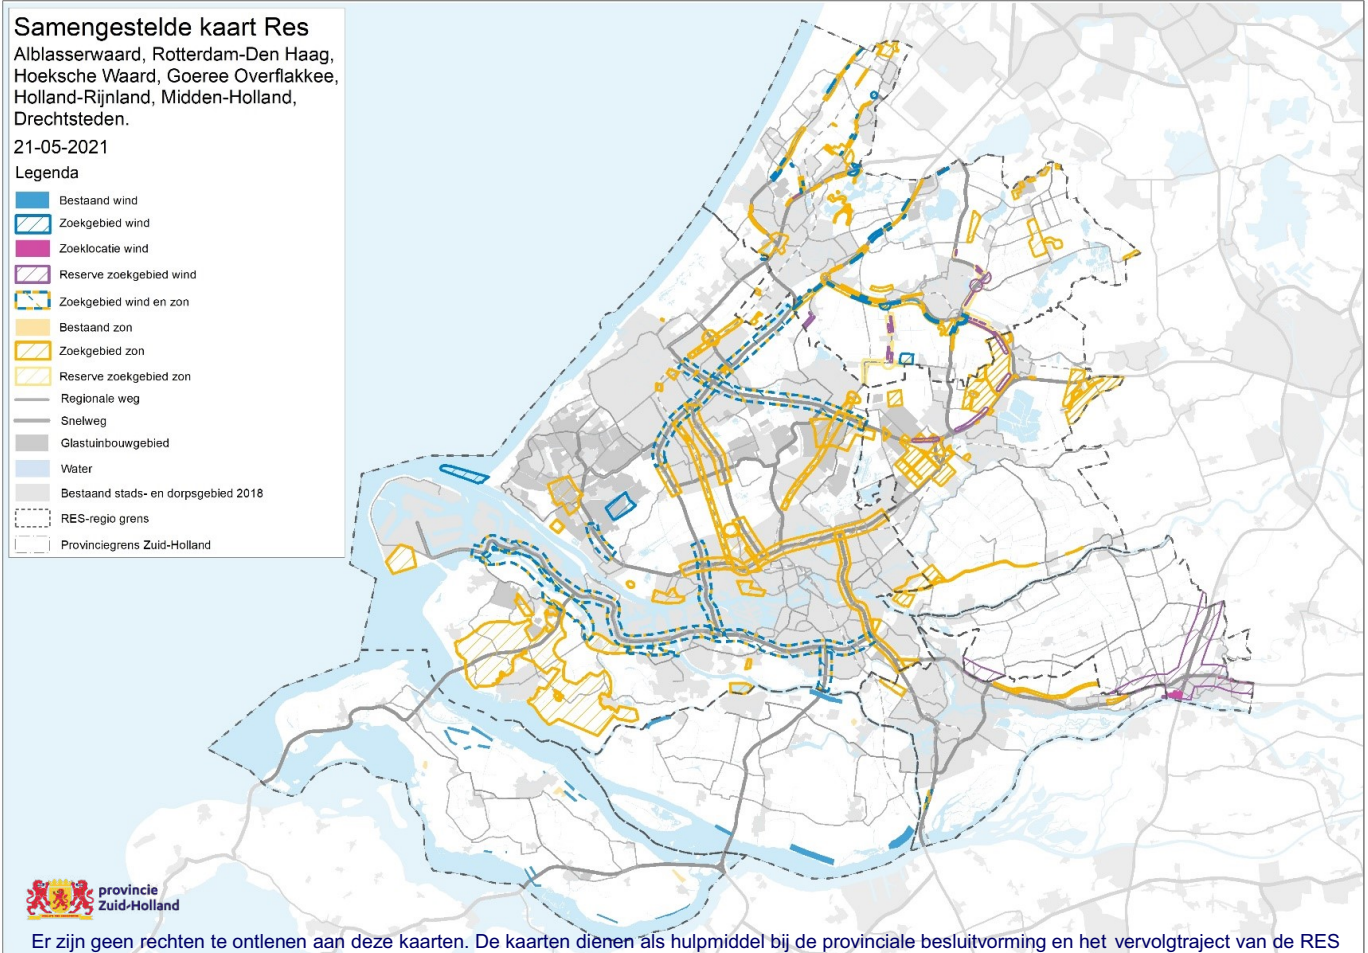 Samengestelde kaart Res
Alblasserwaard, Rotterdam-Den Haag,
Hoeksche Waard, Goeree Overflakkee,
Holland-Rijnland, Midden-Holland,
Drechtsteden.
21-05-2021
Legenda
Bestaand wind
Zoekgebied wind
Zoeklocatie wind
Reserve zoekgebied wind
Zoekgebied wind en zon
Bestaand zon
Zoekgebied zon
Reserve zoekgebied zon
Regionale weg
Snelweg
Glastuinbouwgebied
Water
Bestaand stads- en dorpsgebied 2018
RES-regio grens
Provinciegrens Zuid-Holland
provincie
Zuid-Holland
Er zijn geen rechten te ontlenen aan deze kaarten. De kaarten dienen als hulpmiddel bij de provinciale besluitvorming en het vervolgtraject van de RES